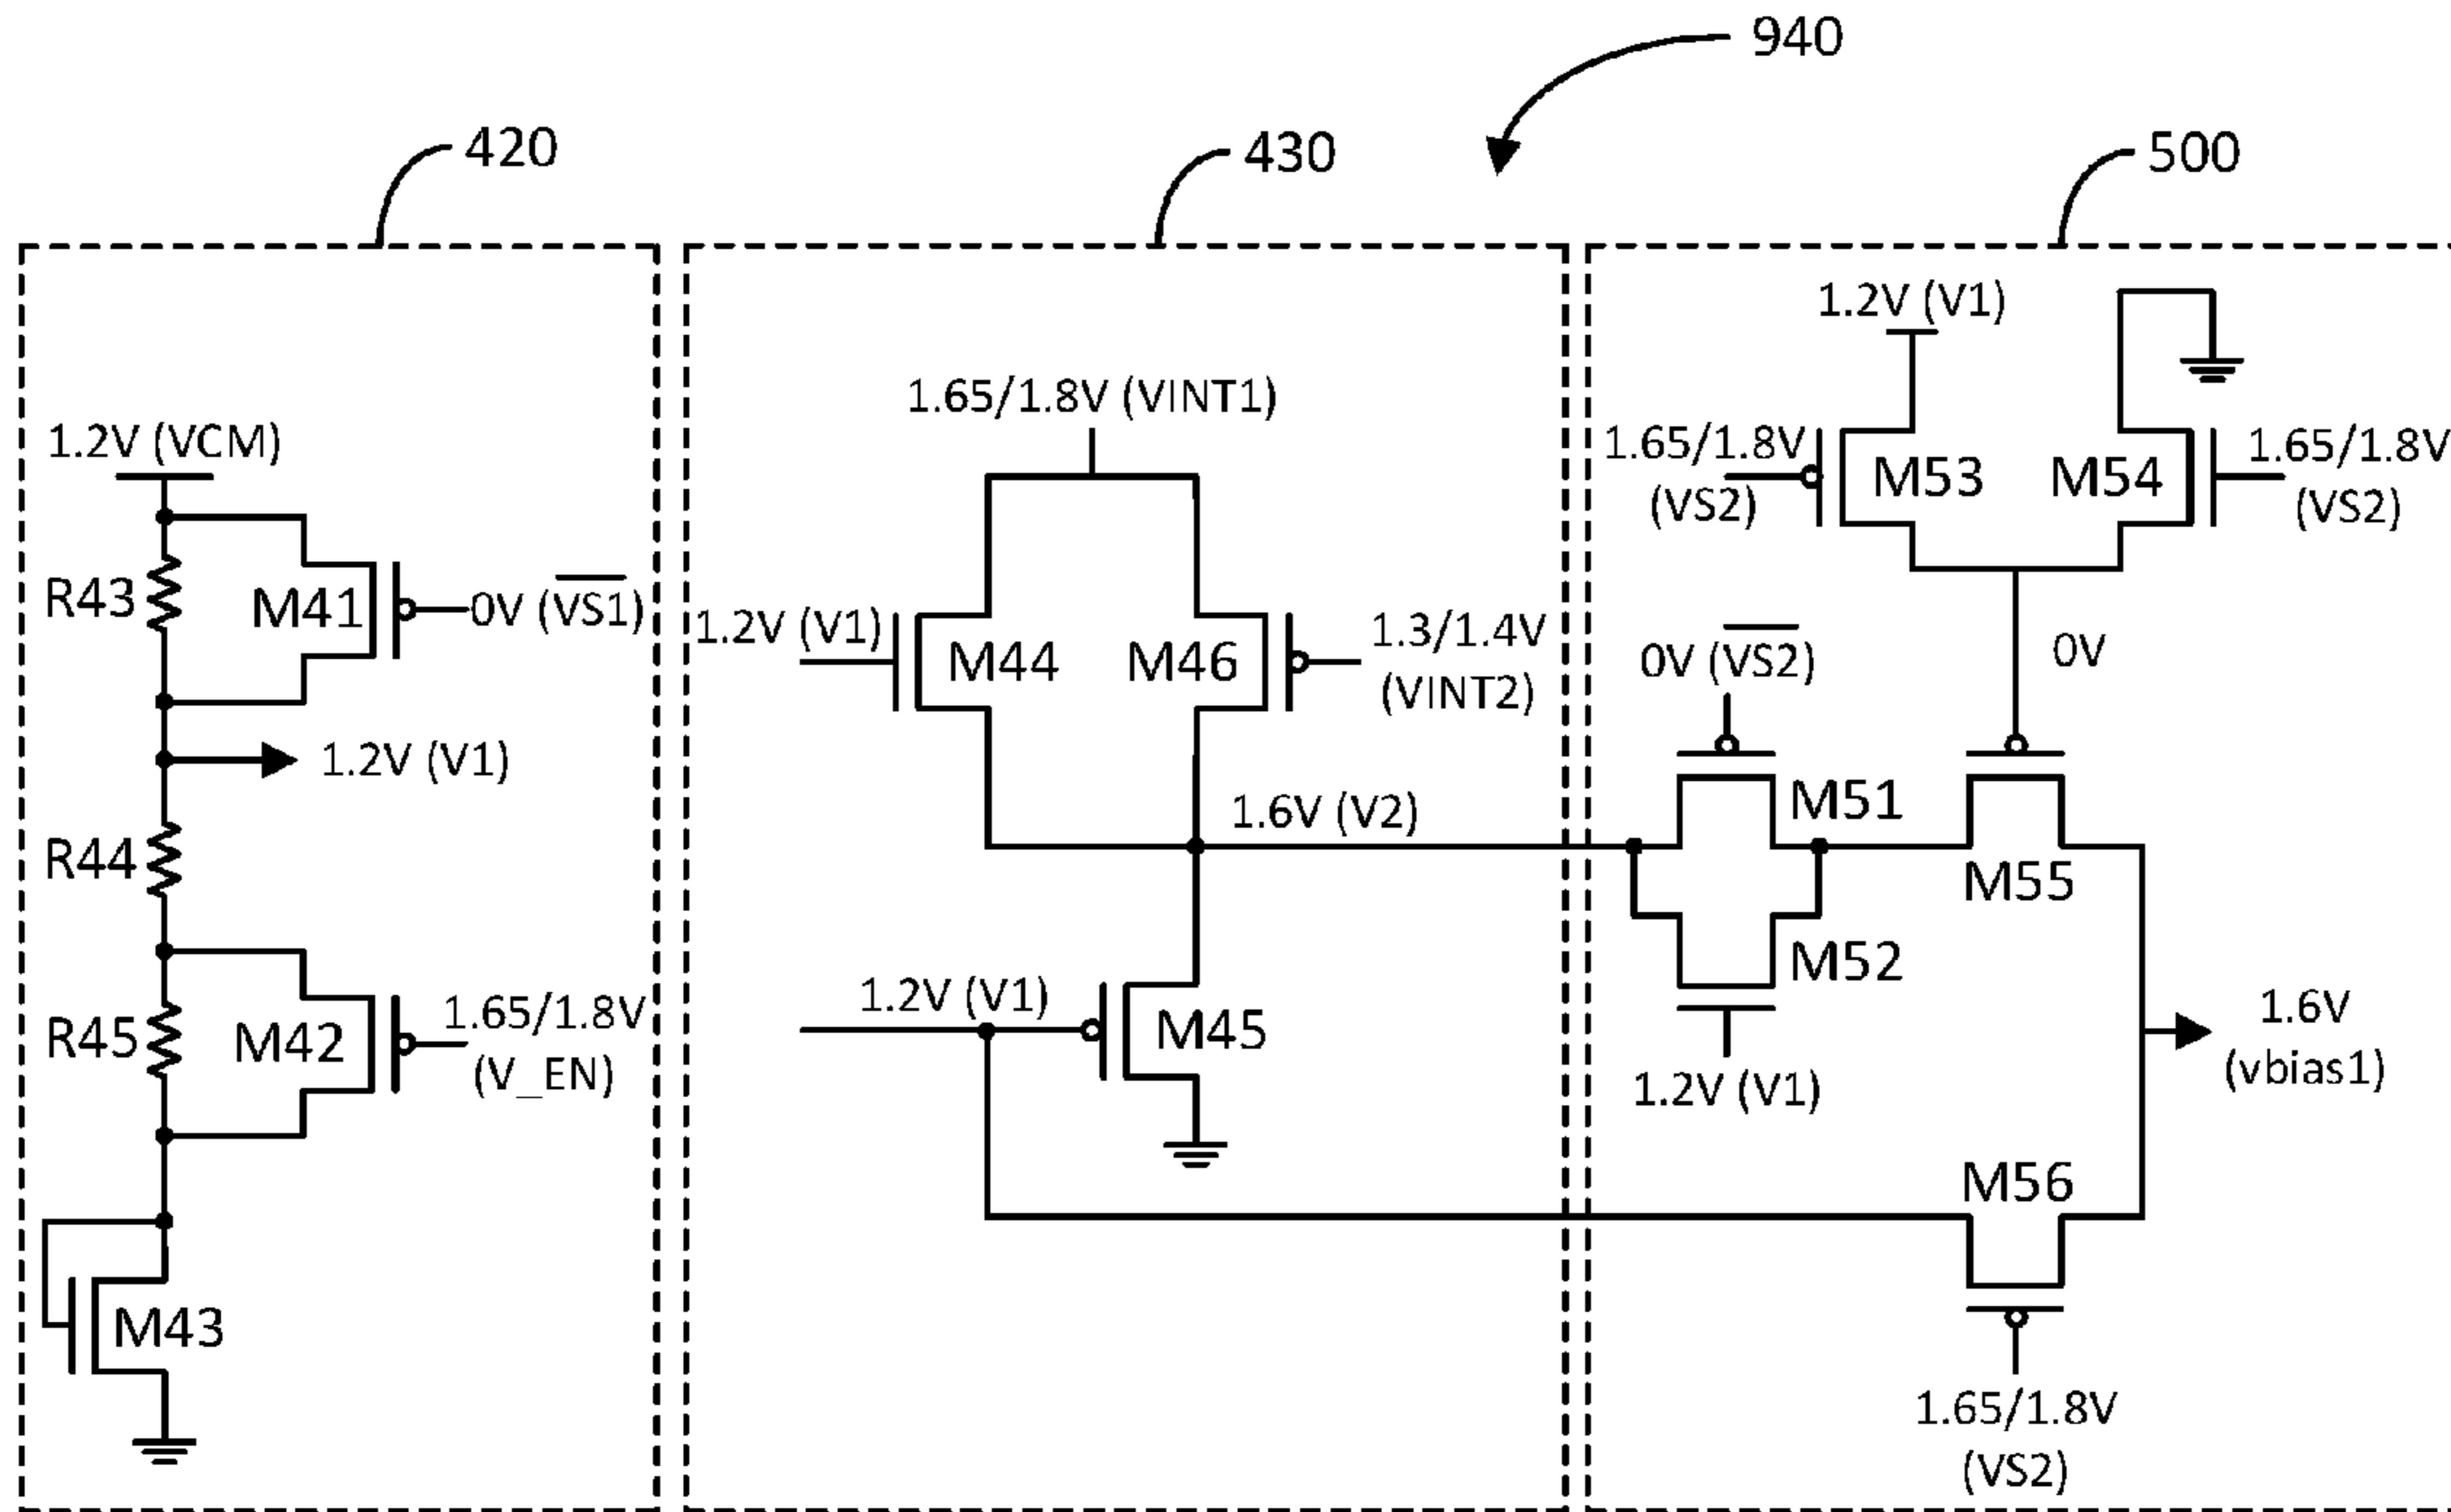 940
420
430
500
1.2V (VCM)
R43
M41
0V (V̅S̅1̅)
1.2V (V1)
R44
R45
M42
1.65/1.8V
(V_EN)
M43
1.65/1.8V (VINT1)
1.2V (V1)
M44
M46
1.3/1.4V
(VINT2)
1.6V (V2)
1.2V (V1)
M45
1.2V (V1)
1.65/1.8V
(VS2)
M53
M54
1.65/1.8V
(VS2)
0V (V̅S̅2̅)
0V
M51
M55
M52
1.2V (V1)
1.6V
(vbias1)
M56
1.65/1.8V
(VS2)